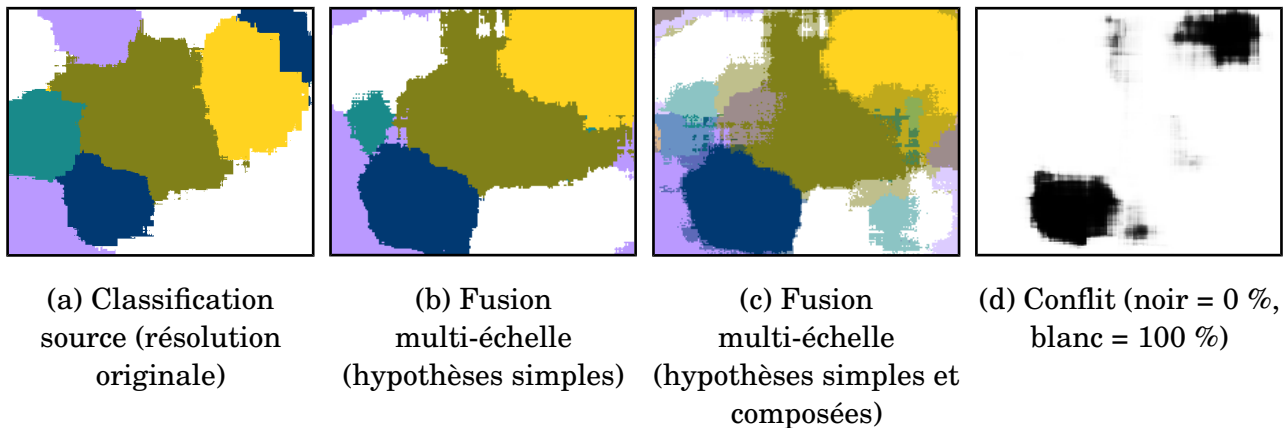 (a) Classification
source (résolution
originale)
(b) Fusion
multi-échelle
(hypothèses simples)
(c) Fusion
multi-échelle
(hypothèses simples et
composées)
(d) Conflit (noir = 0 %,
blanc = 100 %)